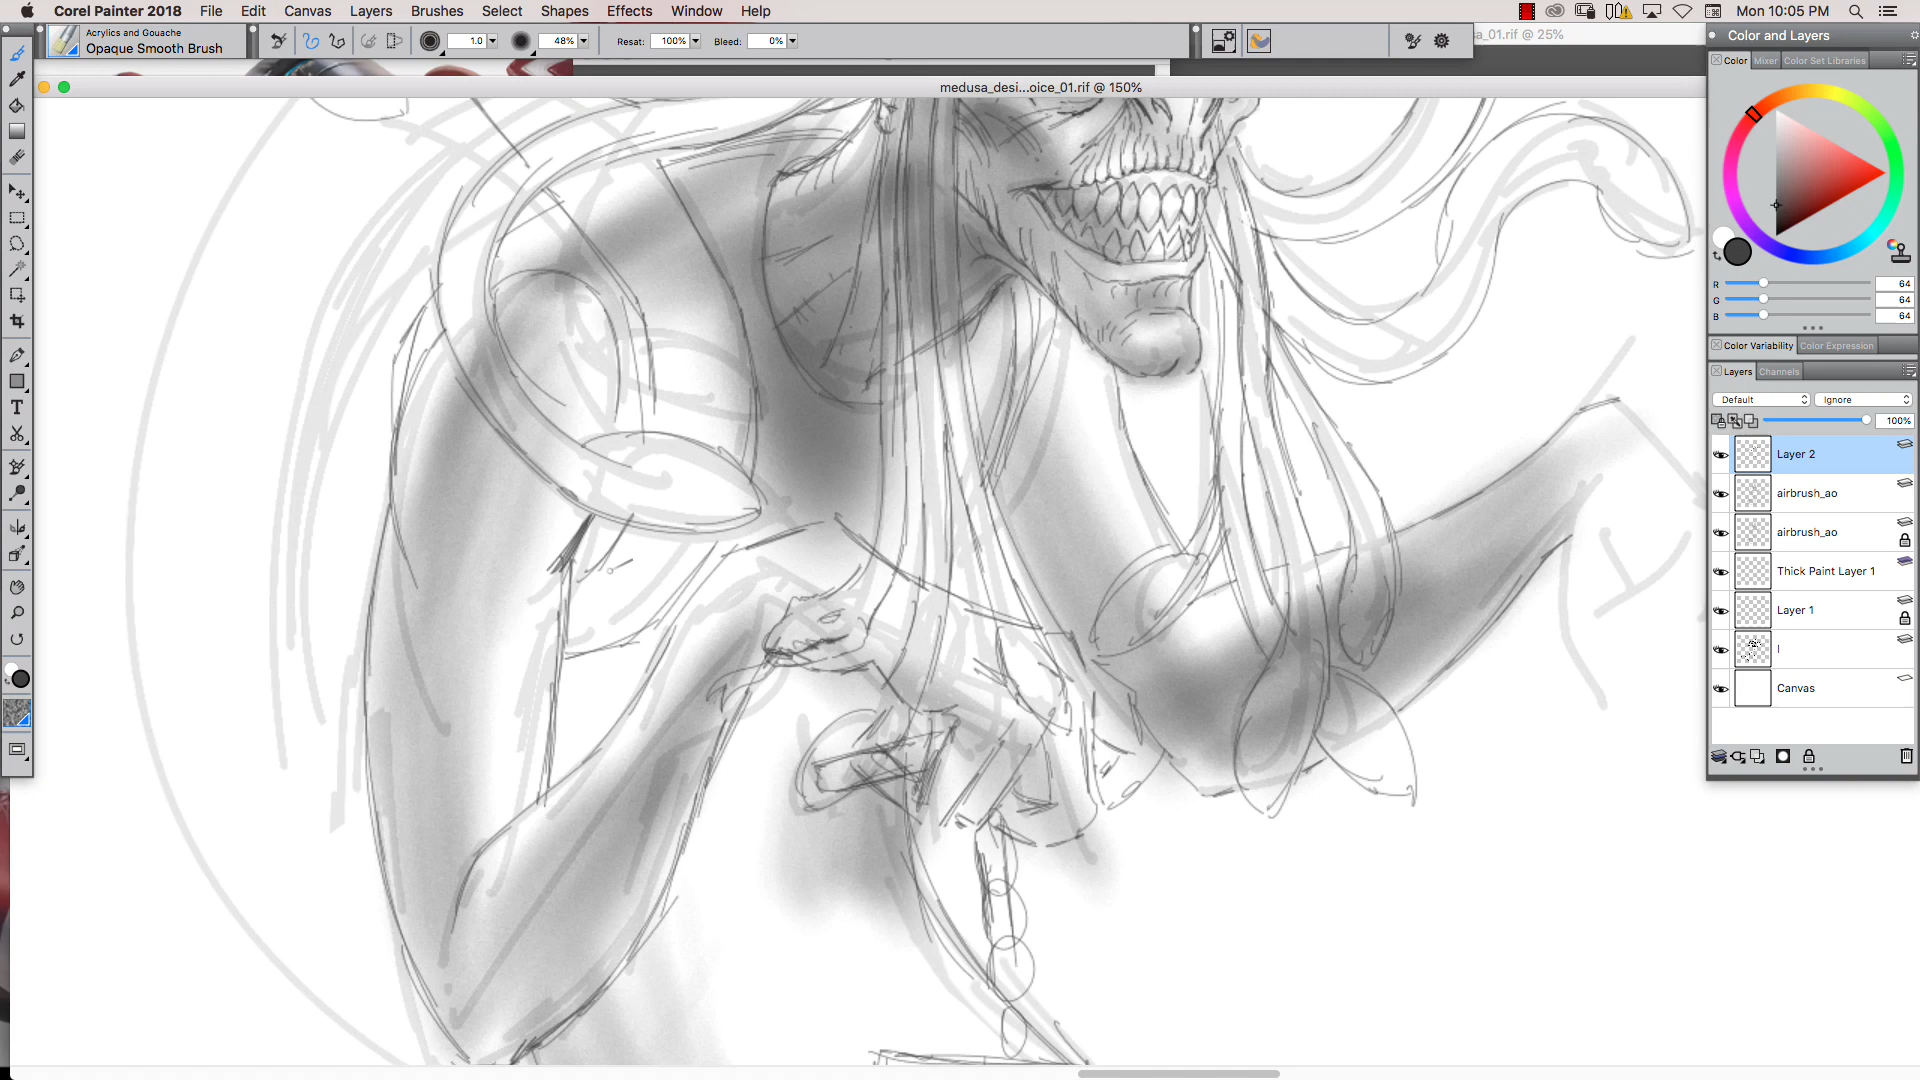 Corel Painter 2018 File Edit Canvas Layers Brushes Select Shapes Effects Window Help Mon 10:05 PM
Acrylics and Gouache
Opaque Smooth Brush
1.0 48% Resat: 100% Bleed: 0%
sa_01.rif @ 25%
Color and Layers
Color Mixer Color Set Libraries
medusa_desi...oice_01.rif @ 150%
R 64
G 64
B 64
Color Variability Color Expression
Layers Channels
Default Ignore
100%
Layer 2
airbrush_ao
airbrush_ao
Thick Paint Layer 1
Layer 1
l
Canvas